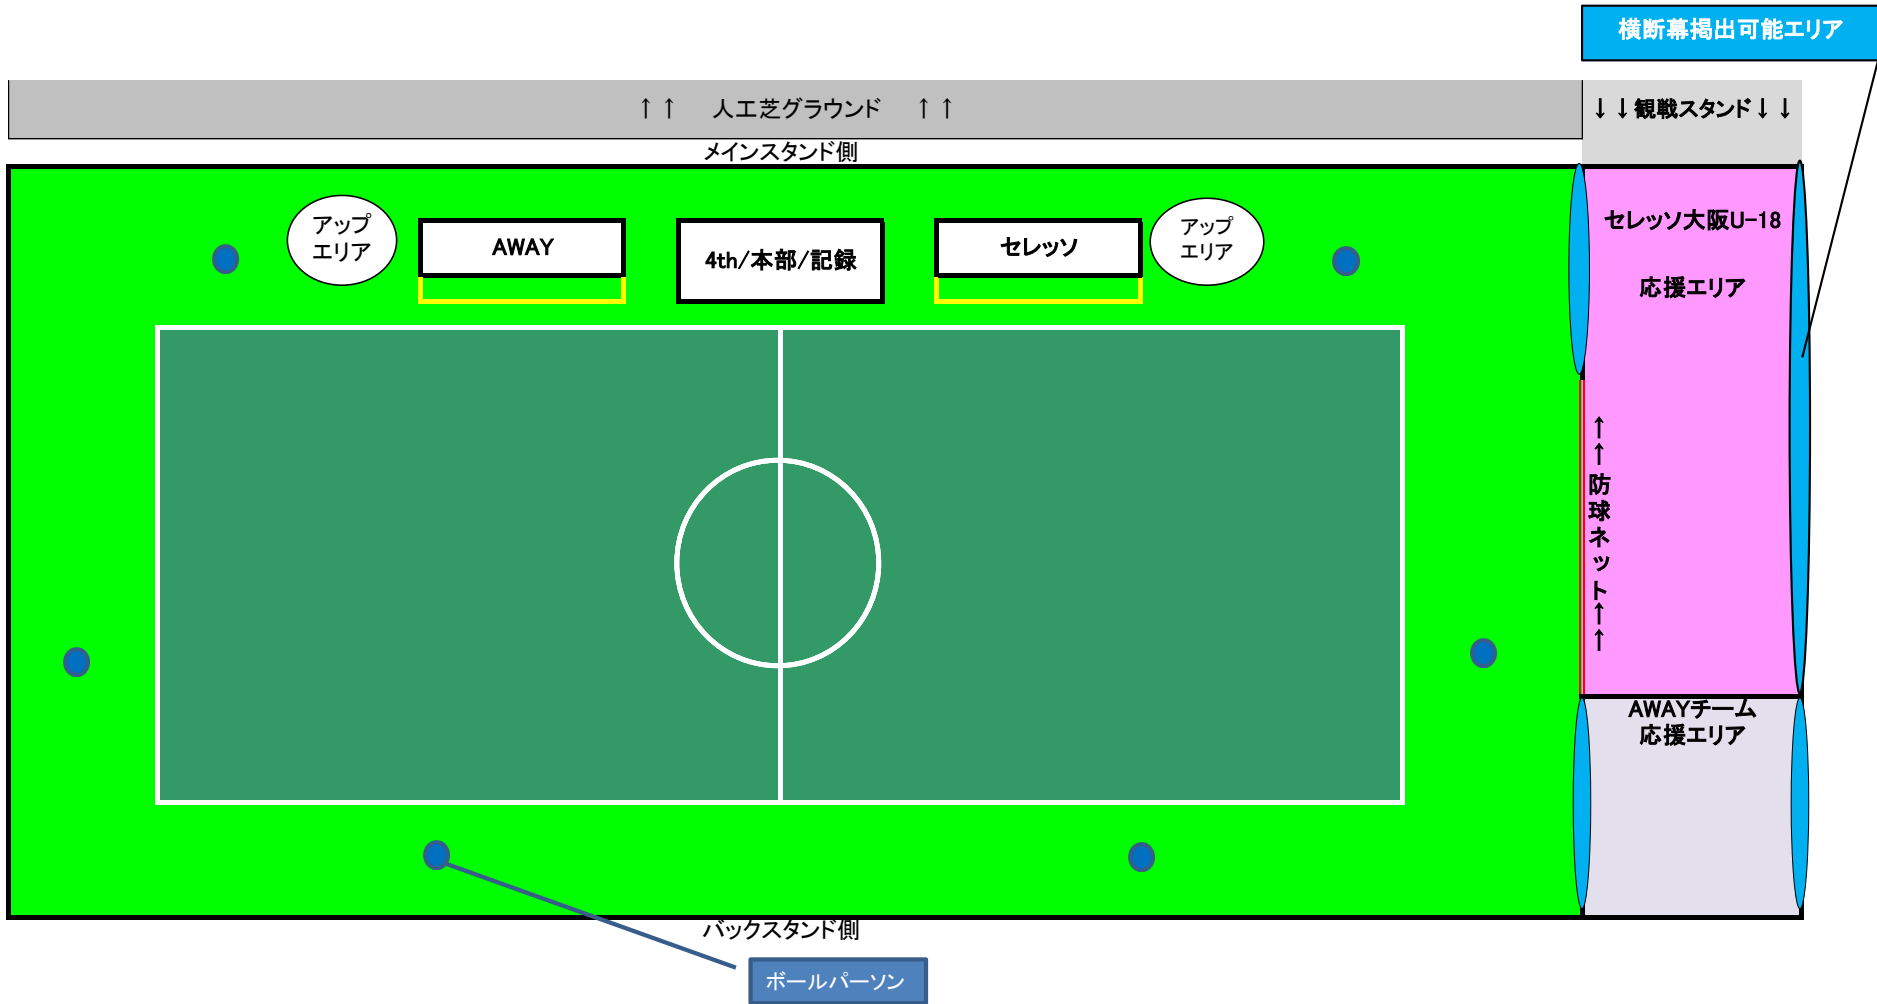 横断幕掲出可能エリア
↑ ↑ 人工芝グラウンド ↑ ↑
↓ ↓ 観戦スタンド ↓ ↓
メインスタンド側
アップ
エリア
AWAY
4th/本部/記録
セレッソ
アップ
エリア
セレッソ大阪U-18
応援エリア
↑↑防球ネット↑↑
AWAYチーム
応援エリア
バックスタンド側
ボールパーソン